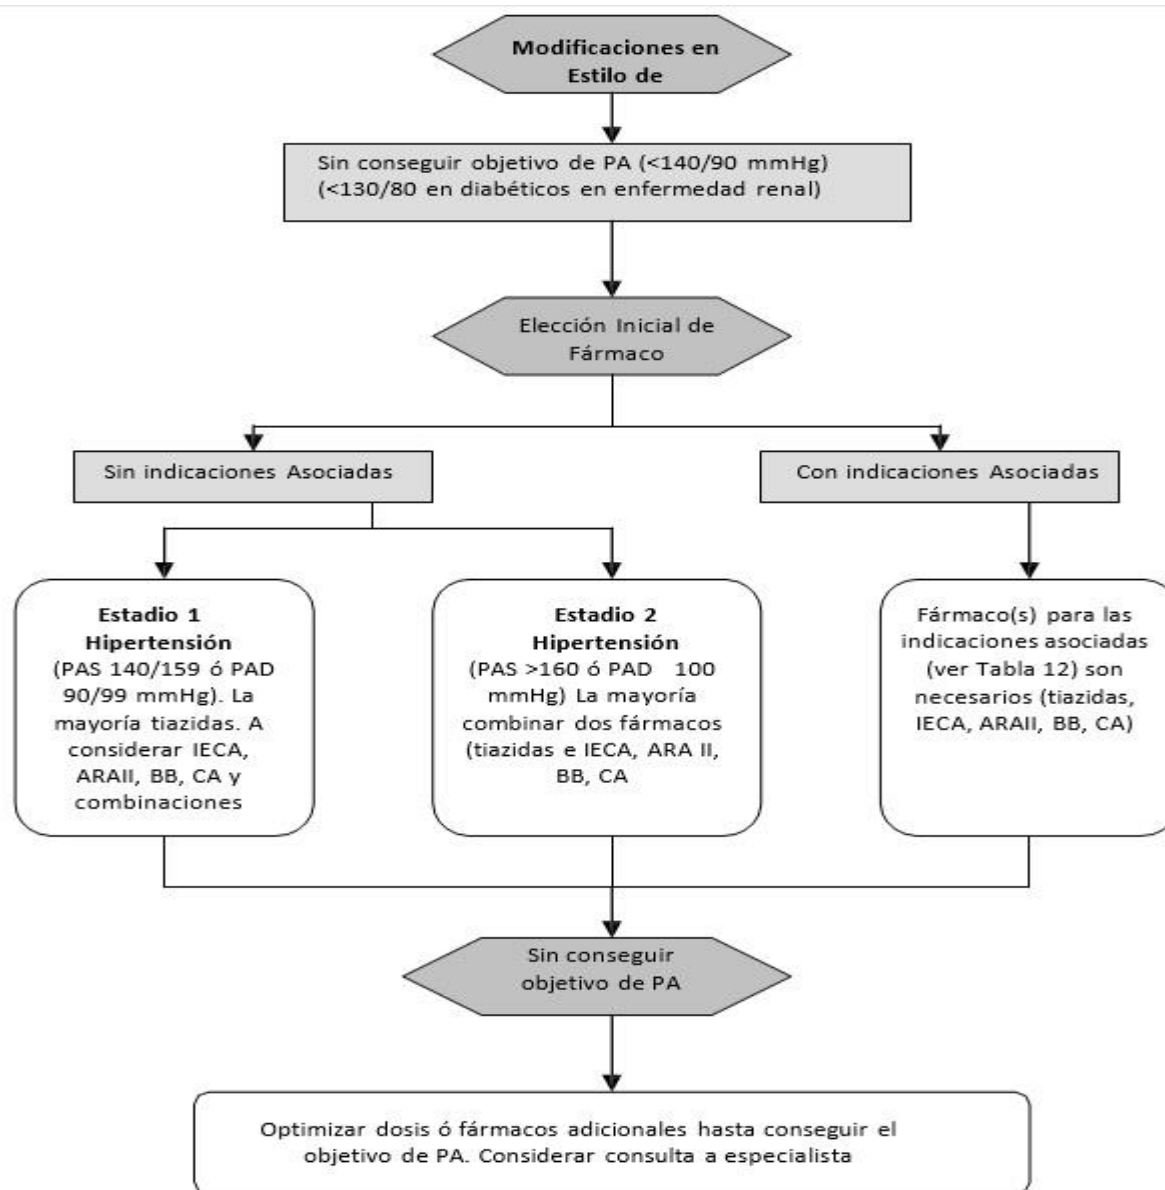 Modificaciones en
Estilo de
Sin conseguir objetivo de PA (<140/90 mmHg)
(<130/80 en diabéticos en enfermedad renal)
Elección Inicial de
Fármaco
Sin indicaciones Asociadas
Con indicaciones Asociadas
Estadio 1
Hipertensión
(PAS 140/159 ó PAD
90/99 mmHg). La
mayoría tiazidas. A
considerar IECA,
ARAII, BB, CA y
combinaciones
Estadio 2
Hipertensión
(PAS >160 ó PAD 100
mmHg) La mayoría
combinar dos fármacos
(tiazidas e IECA, ARA II,
BB, CA
Fármaco(s) para las
indicaciones asociadas
(ver Tabla 12) son
necesarios (tiazidas,
IECA, ARAII, BB, CA)
Sin conseguir
objetivo de PA
Optimizar dosis ó fármacos adicionales hasta conseguir el
objetivo de PA. Considerar consulta a especialista